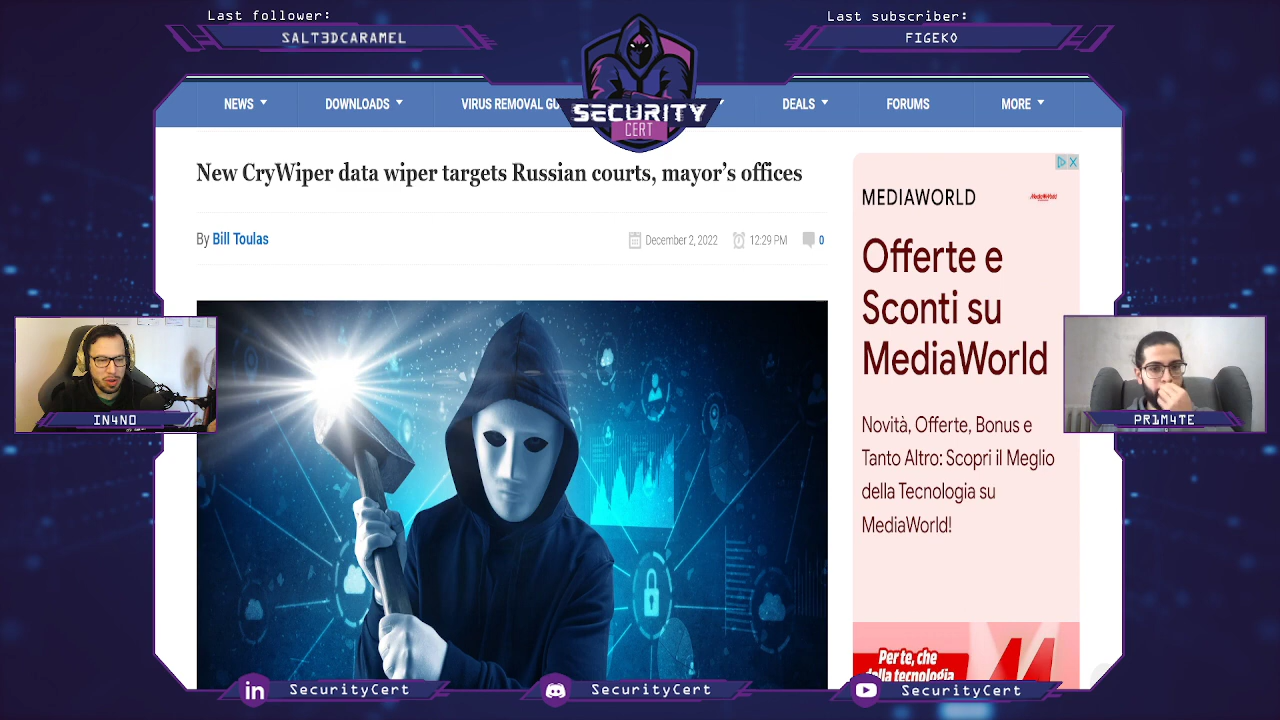 Last follower:
SALT3DCARAMEL
Last subscriber:
FIGEKO
SECURITY
CERT
NEWS
DOWNLOADS
VIRUS REMOVAL GU
DEALS
FORUMS
MORE
New CryWiper data wiper targets Russian courts, mayor's offices
By Bill Toulas
December 2, 2022
12:29 PM
0
MEDIAWORLD
MediaWorld
Offerte e
Sconti su
MediaWorld
Novità, Offerte, Bonus e
Tanto Altro: Scopri il Meglio
della Tecnologia su
MediaWorld!
Per te, che
della tecnologia
IN4N0
PR1M4TE
in
SecurityCert
SecurityCert
SecurityCert